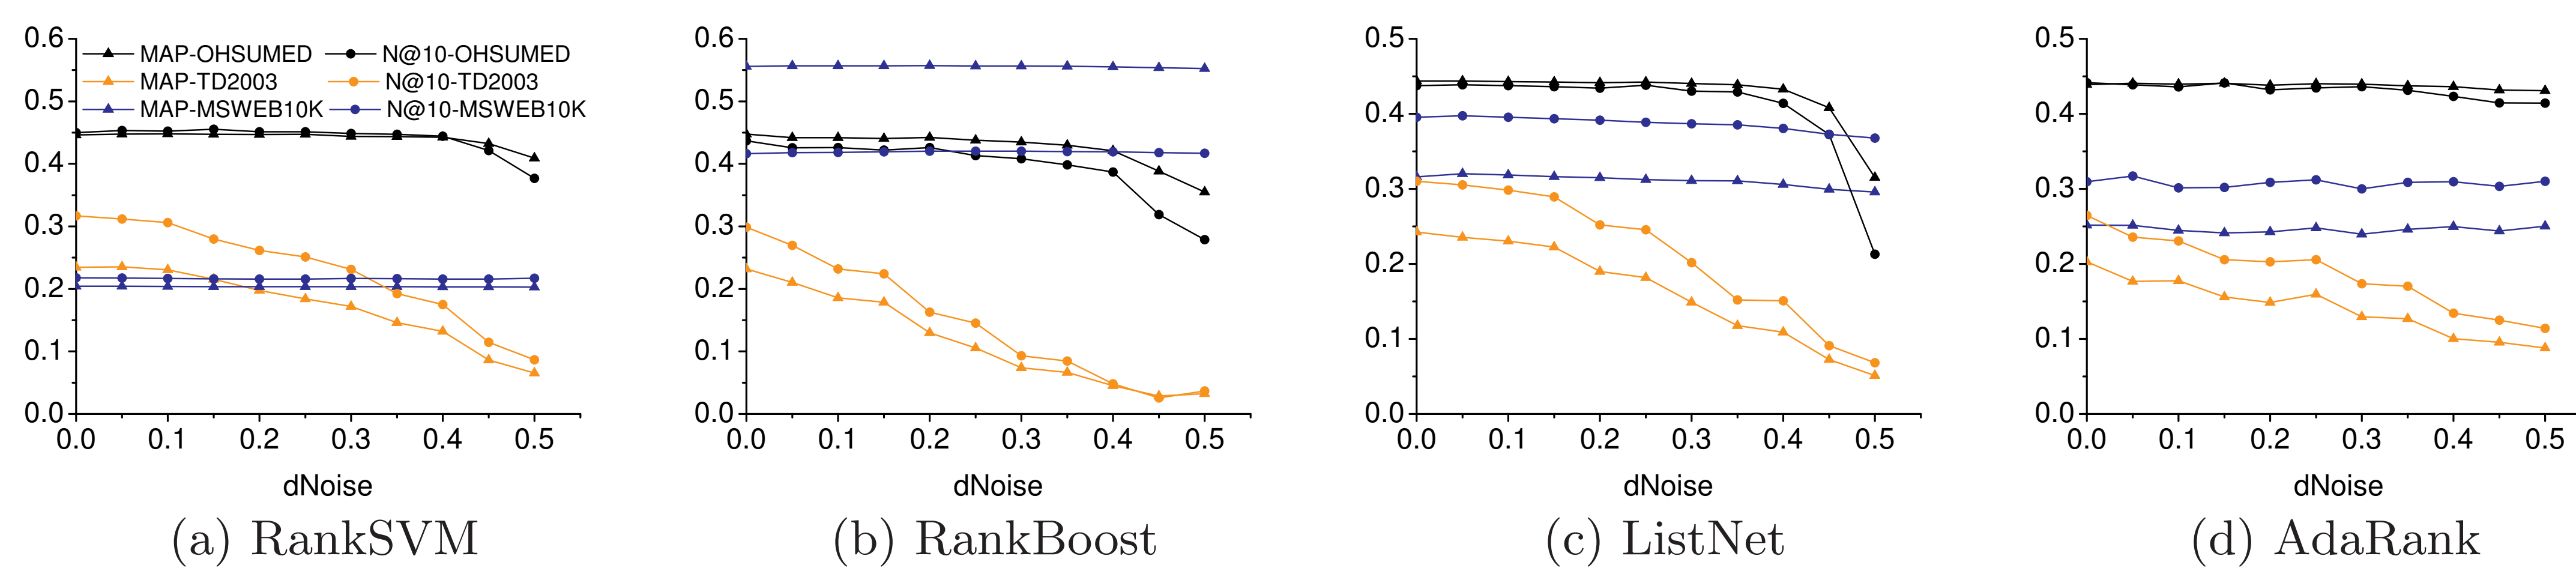 0.6
0.5
0.4
0.3
0.2
0.1
0.0
MAP-OHSUMED N@10-OHSUMED
MAP-TD2003 N@10-TD2003
MAP-MSWEB10K N@10-MSWEB10K
0.0 0.1 0.2 0.3 0.4 0.5
dNoise
(a) RankSVM
0.6
0.5
0.4
0.3
0.2
0.1
0.0
0.0 0.1 0.2 0.3 0.4 0.5
dNoise
(b) RankBoost
0.5
0.4
0.3
0.2
0.1
0.0
0.0 0.1 0.2 0.3 0.4 0.5
dNoise
(c) ListNet
0.5
0.4
0.3
0.2
0.1
0.0
0.0 0.1 0.2 0.3 0.4 0.5
dNoise
(d) AdaRank